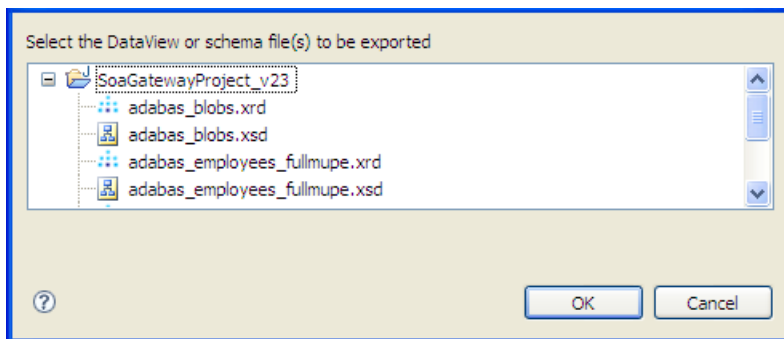 Select the DataView or schema file(s) to be exported
SoaGatewayProject_v23
adabas_blobs.xrd
adabas_blobs.xsd
adabas_employees_fullmupe.xrd
adabas_employees_fullmupe.xsd
?
OK Cancel